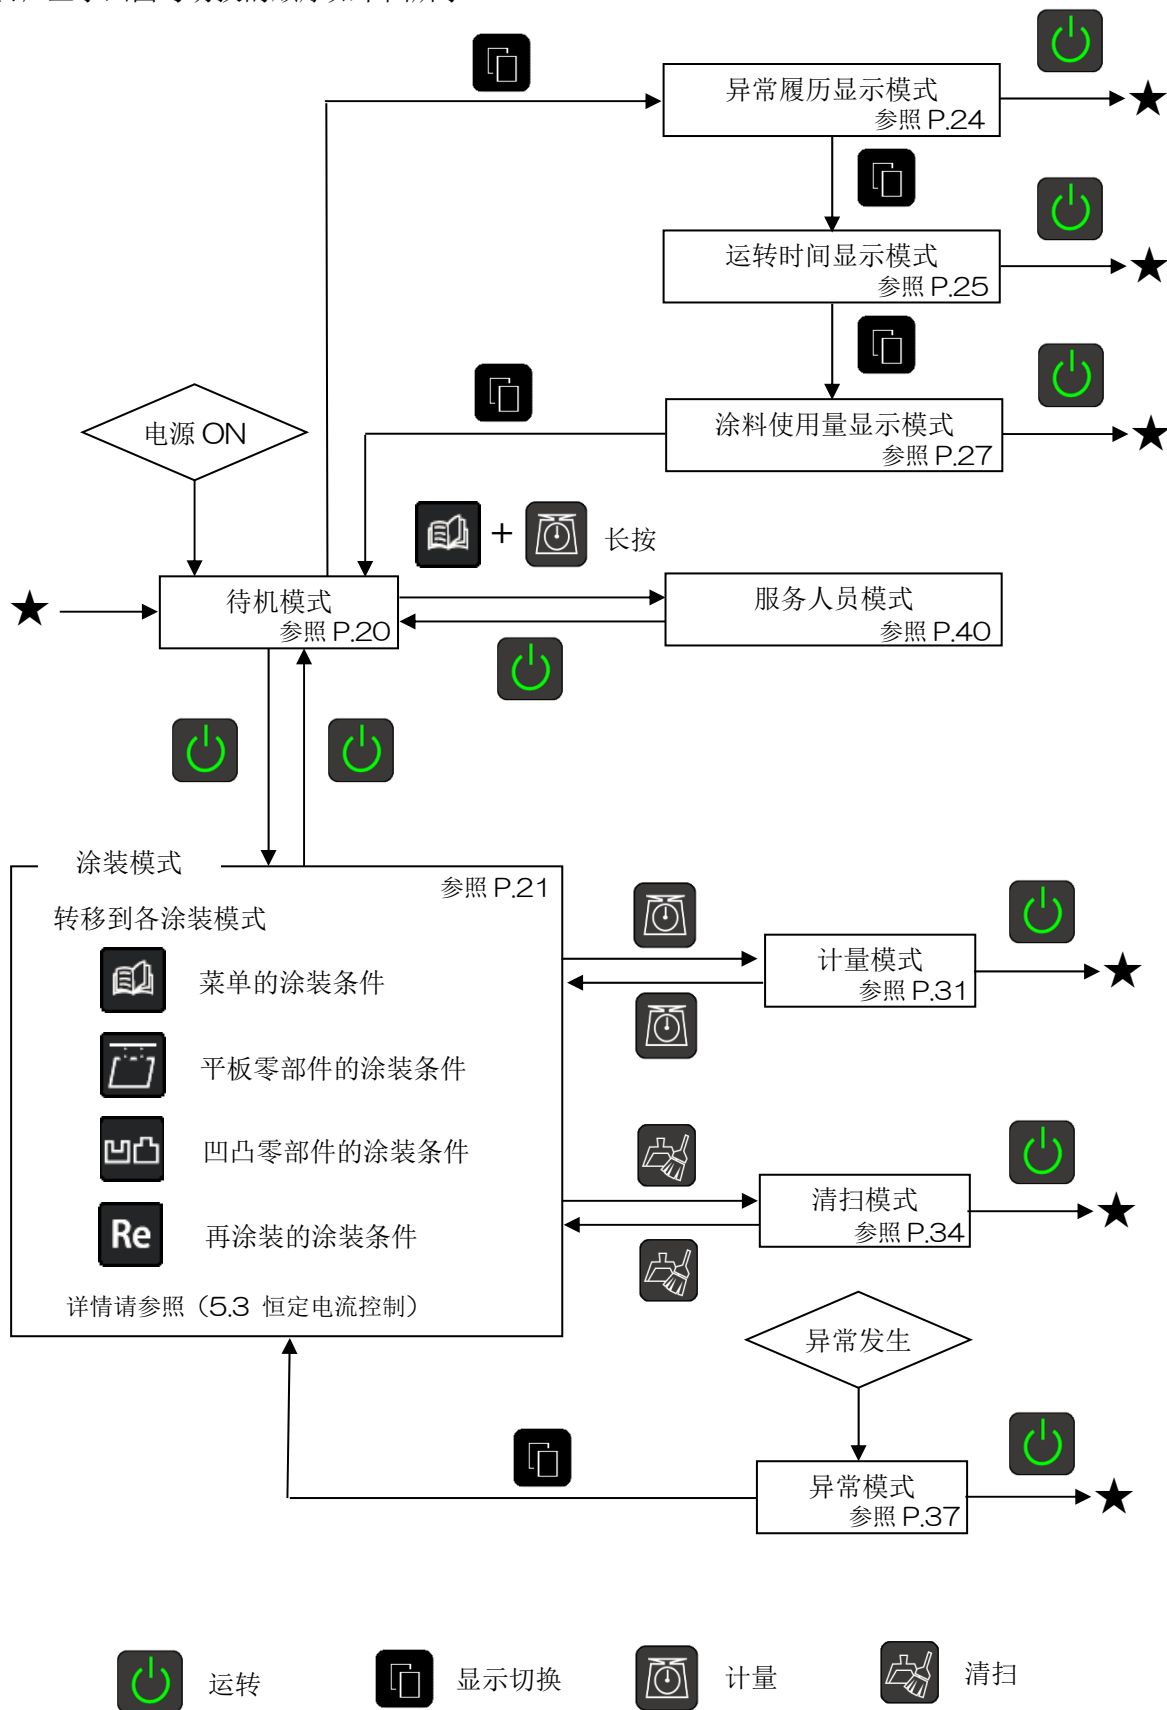 异常履历显示模式
参照 P.24
运转时间显示模式
参照 P.25
涂料使用量显示模式
参照 P.27
电源 ON
+ 长按
待机模式
参照 P.20
服务人员模式
参照 P.40
涂装模式
参照 P.21
转移到各涂装模式
菜单的涂装条件
平板零部件的涂装条件
凹凸零部件的涂装条件
Re 再涂装的涂装条件
详情请参照（5.3 恒定电流控制）
计量模式
参照 P.31
清扫模式
参照 P.34
异常发生
异常模式
参照 P.37
运转 显示切换 计量 清扫